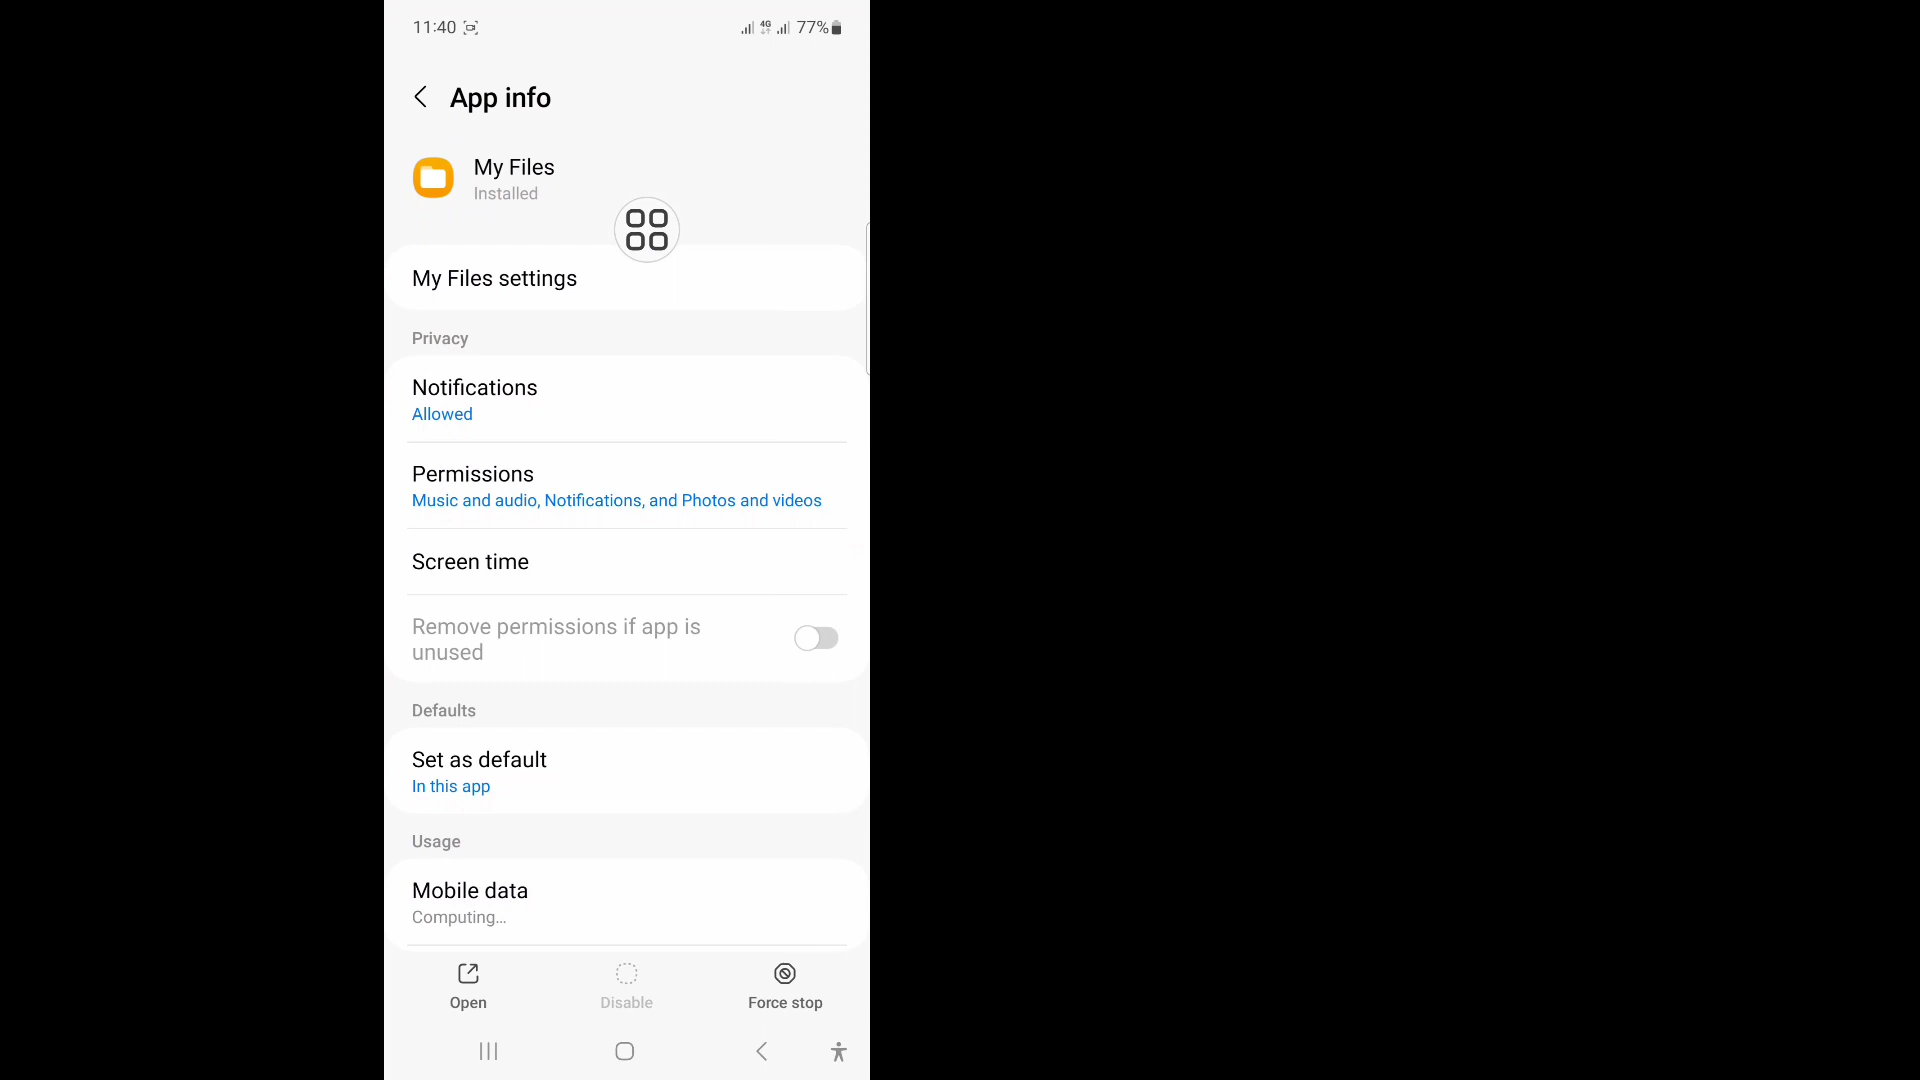 11:40
4G 77%
App info
My Files
Installed
My Files settings
Privacy
Notifications
Allowed
Permissions
Music and audio, Notifications, and Photos and videos
Screen time
Remove permissions if app is
unused
Defaults
Set as default
In this app
Usage
Mobile data
Computing...
Open
Disable
Force stop